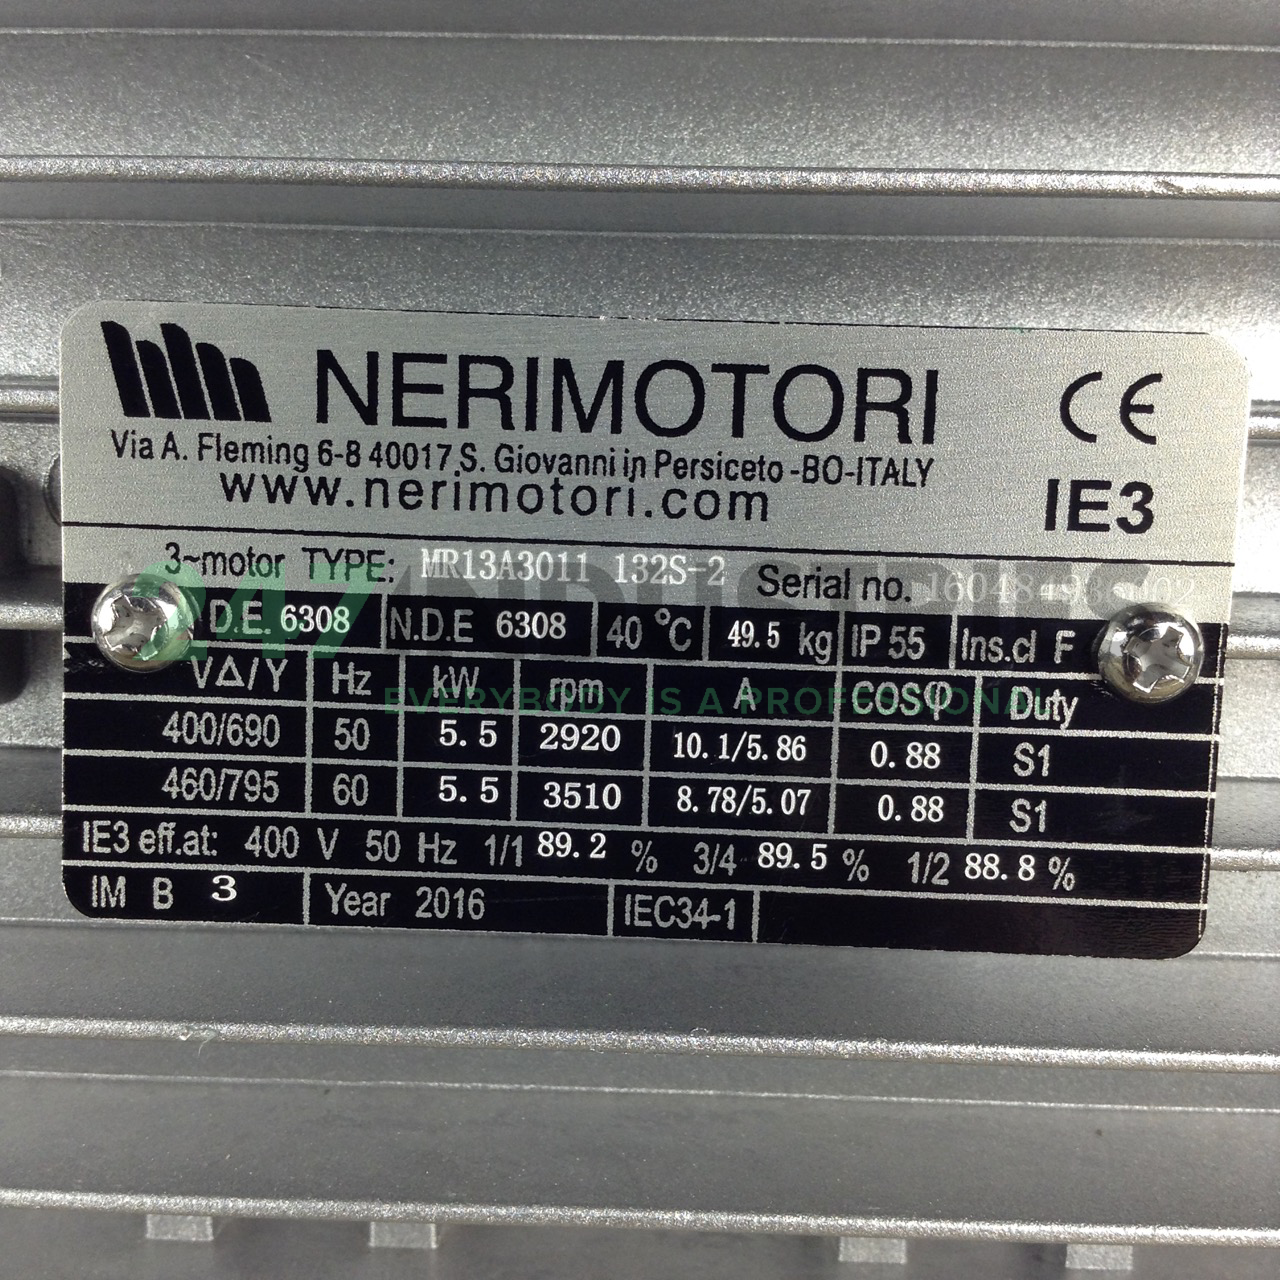 NERIMOTORI
CE
Via A. Fleming 6-8 40017 S. Giovanni in Persiceto -BO-ITALY
www.nerimotori.com
IE3
3~motor TYPE: MR13A3011 132S-2 Serial no.
247 INDUSTRIES
D.E. 6308 N.D.E 6308 40 °C 49.5 kg IP 55 Ins.cl F
VΔ/Y Hz kW rpm A COSφ Duty
EVERYBODY IS A PROFESSIONAL
400/690 50 5.5 2920 10.1/5.86 0.88 S1
460/795 60 5.5 3510 8.78/5.07 0.88 S1
IE3 eff.at: 400 V 50 Hz 1/1 89.2 % 3/4 89.5 % 1/2 88.8 %
IM B 3 Year 2016 IEC34-1